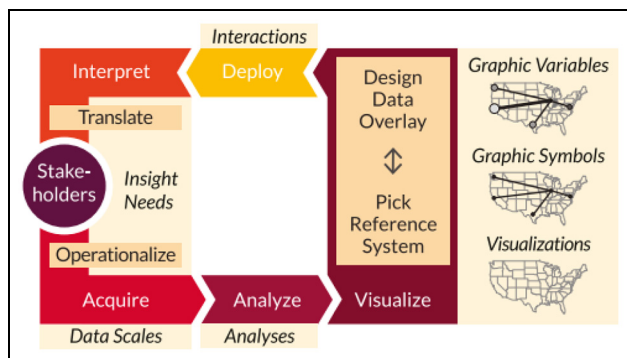 Interactions
Interpret
Deploy
Design
Data
Overlay
Pick
Reference
System
Graphic Variables
Graphic Symbols
Visualizations
Translate
Stake-
holders
Insight
Needs
Operationalize
Acquire
Analyze
Visualize
Data Scales
Analyses